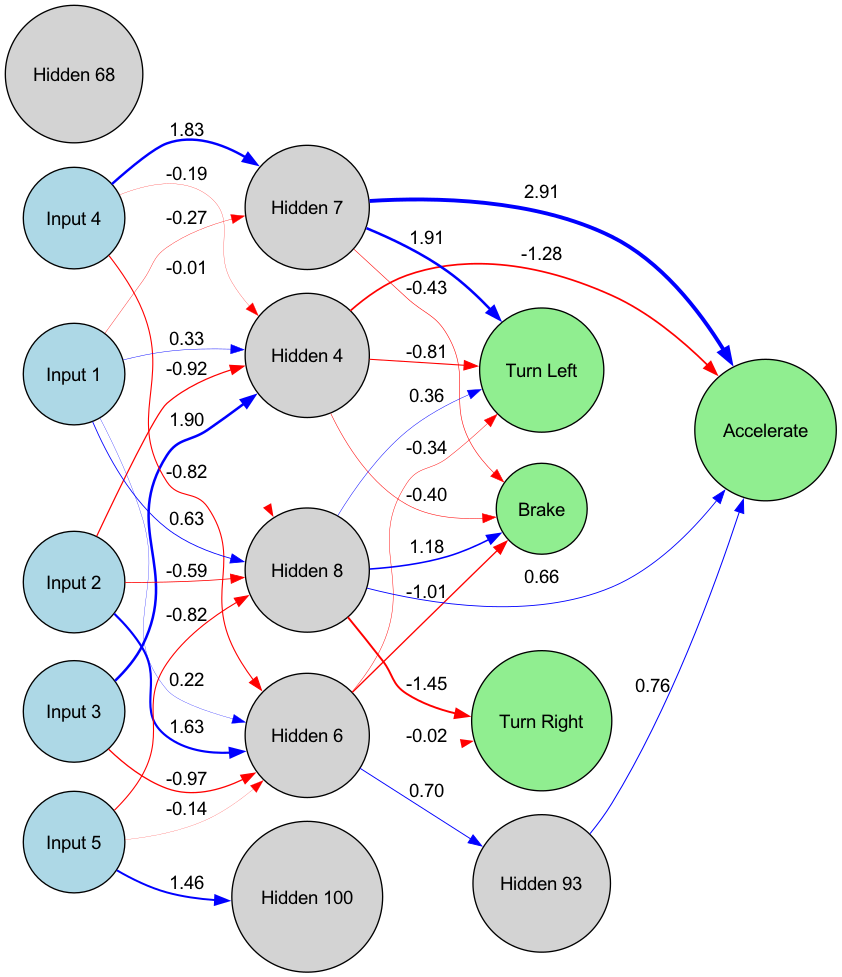 Hidden 68
1.83
-0.19
Input 4
-0.27
-0.01
Hidden 7
2.91
1.91
-1.28
-0.43
Input 1
0.33
-0.92
Hidden 4
-0.81
Turn Left
0.36
1.90
-0.34
Accelerate
-0.82
0.63
-0.40
Brake
Input 2
-0.59
Hidden 8
1.18
-1.01
0.66
-0.82
0.22
-1.45
0.76
Input 3
1.63
Hidden 6
-0.02
Turn Right
-0.97
-0.14
0.70
Input 5
1.46
Hidden 100
Hidden 93